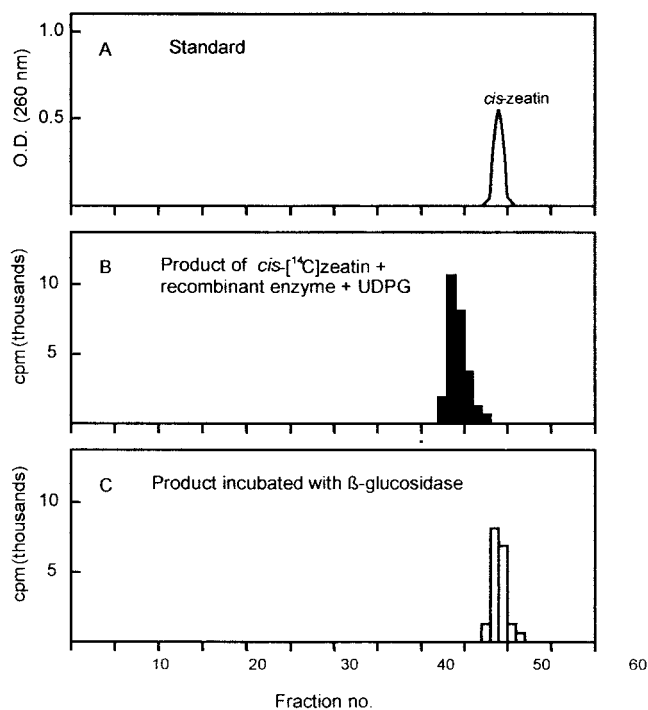 1.0
A Standard
cis-zeatin
0.5
O.D. (260 nm)
B Product of cis-[¹⁴C]zeatin +
recombinant enzyme + UDPG
10
5
cpm (thousands)
C Product incubated with ß-glucosidase
10
5
cpm (thousands)
10 20 30 40 50 60
Fraction no.